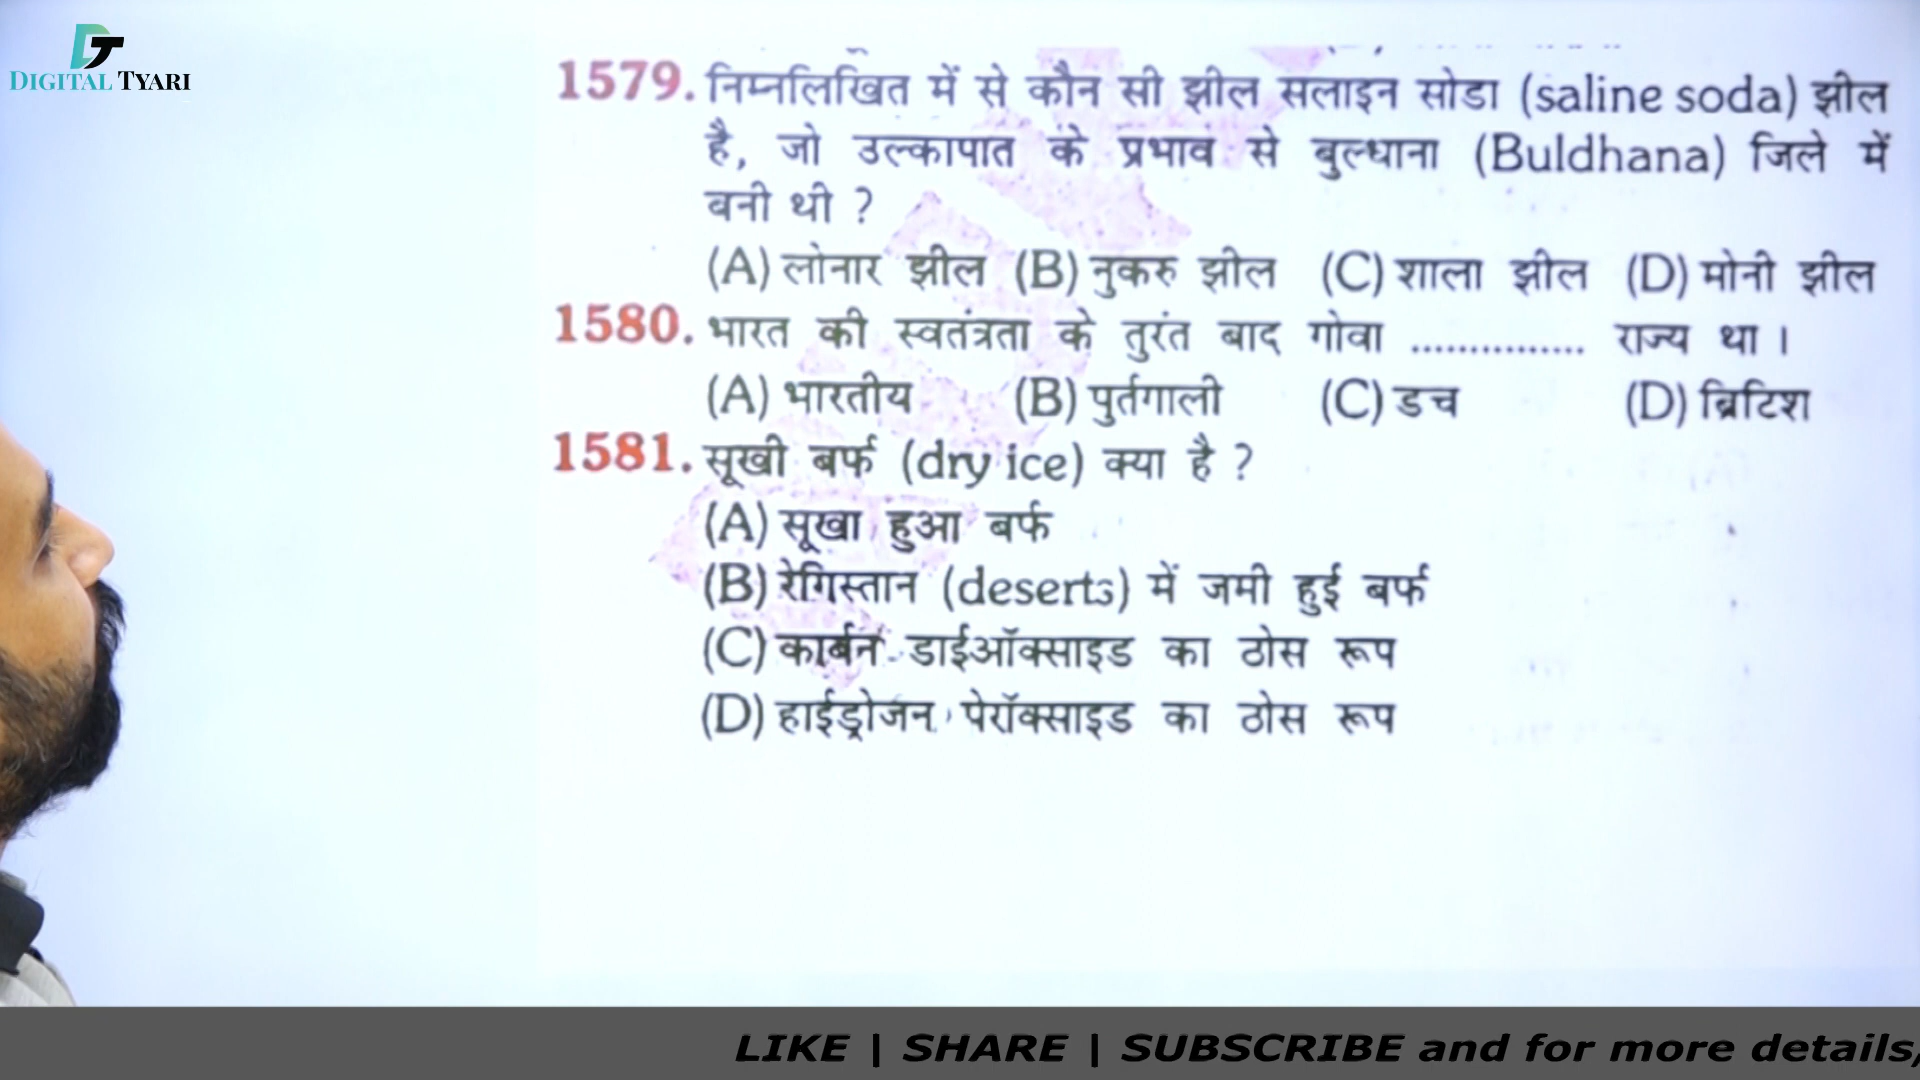 DT
DIGITAL TYARI
1579. निम्नलिखित में से कौन सी झील सलाइन सोडा (saline soda) झील
है, जो उल्कापात के प्रभाव से बुल्धाना (Buldhana) जिले में
बनी थी ?
(A) लोनार झील (B) नुकरु झील (C) शाला झील (D) मोनी झील
1580. भारत की स्वतंत्रता के तुरंत बाद गोवा ............... राज्य था ।
(A) भारतीय (B) पुर्तगाली (C) डच (D) ब्रिटिश
1581. सूखी बर्फ (dry ice) क्या है ?
(A) सूखा हुआ बर्फ
(B) रेगिस्तान (deserts) में जमी हुई बर्फ
(C) कार्बन डाईऑक्साइड का ठोस रूप
(D) हाईड्रोजन पेरॉक्साइड का ठोस रूप
LIKE | SHARE | SUBSCRIBE and for more details,